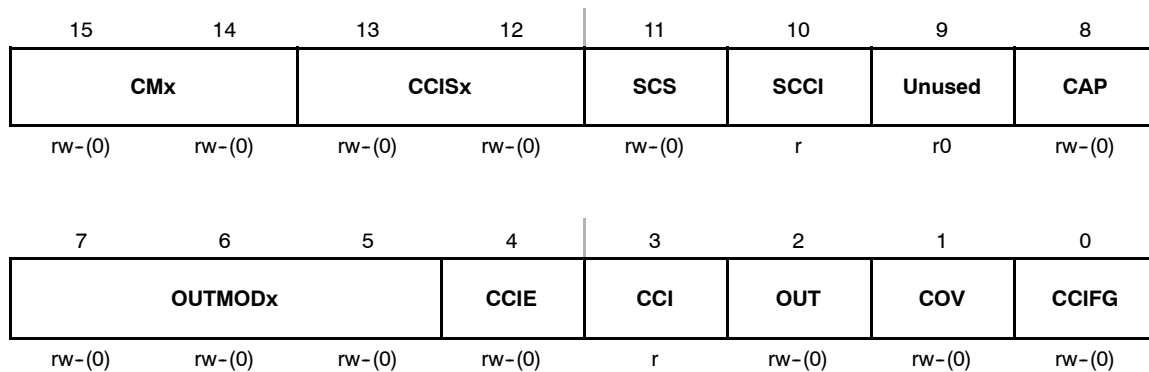 15 14 13 12 11 10 9 8
CMx CCISx SCS SCCI Unused CAP
rw-(0) rw-(0) rw-(0) rw-(0) rw-(0) r r0 rw-(0)
7 6 5 4 3 2 1 0
OUTMODx CCIE CCI OUT COV CCIFG
rw-(0) rw-(0) rw-(0) rw-(0) r rw-(0) rw-(0) rw-(0)